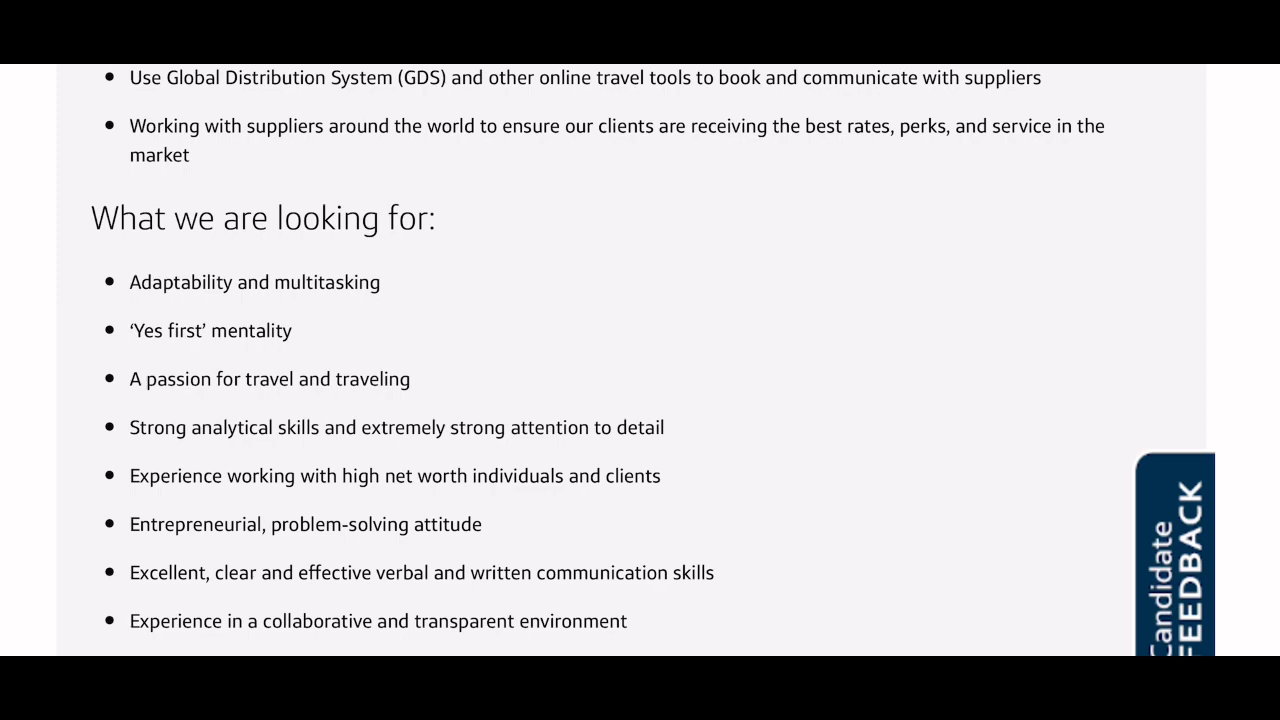 Use Global Distribution System (GDS) and other online travel tools to book and communicate with suppliers
Working with suppliers around the world to ensure our clients are receiving the best rates, perks, and service in the
market
What we are looking for:
Adaptability and multitasking
‘Yes first’ mentality
A passion for travel and traveling
Strong analytical skills and extremely strong attention to detail
Experience working with high net worth individuals and clients
Entrepreneurial, problem-solving attitude
Excellent, clear and effective verbal and written communication skills
Experience in a collaborative and transparent environment
Candidate
FEEDBACK